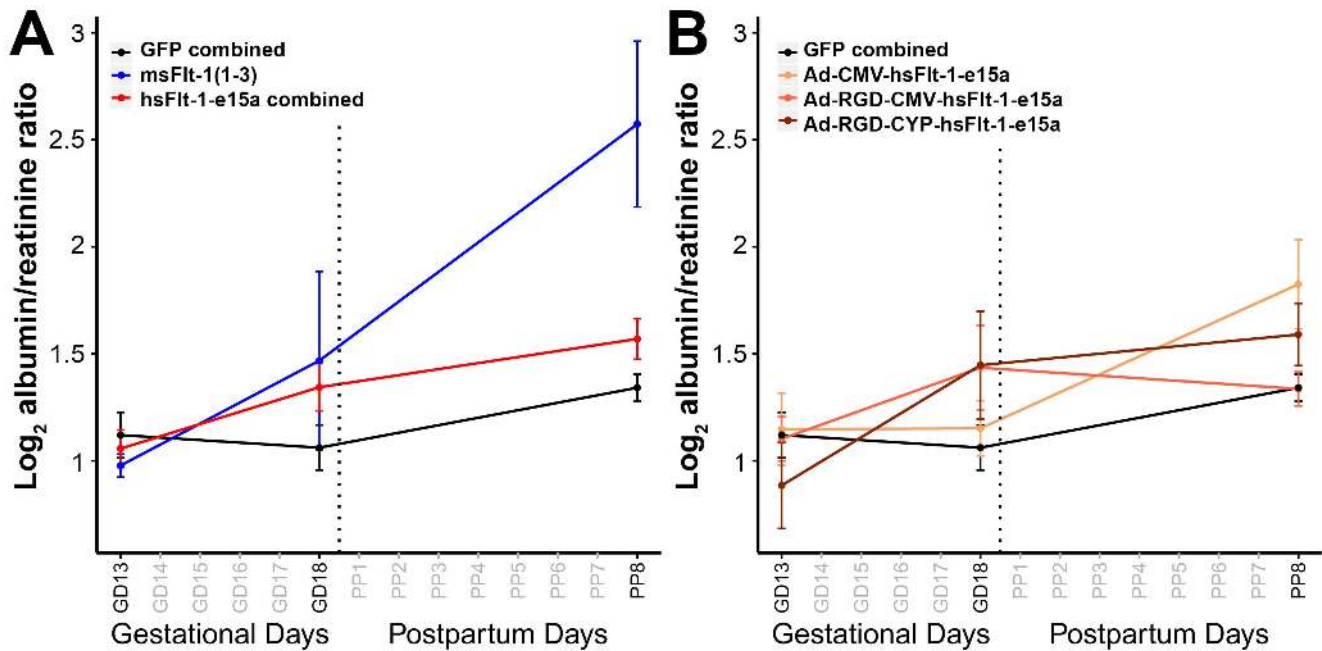 A
Log2 albumin/reatinine ratio
3
2.5
2
1.5
1
GFP combined
msFlt-1(1-3)
hsFlt-1-e15a combined
GD13
GD14
GD15
GD16
GD17
GD18
PP1
PP2
PP3
PP4
PP5
PP6
PP7
PP8
Gestational Days
Postpartum Days
B
Log2 albumin/reatinine ratio
3
2.5
2
1.5
1
GFP combined
Ad-CMV-hsFlt-1-e15a
Ad-RGD-CMV-hsFlt-1-e15a
Ad-RGD-CYP-hsFlt-1-e15a
GD13
GD14
GD15
GD16
GD17
GD18
PP1
PP2
PP3
PP4
PP5
PP6
PP7
PP8
Gestational Days
Postpartum Days